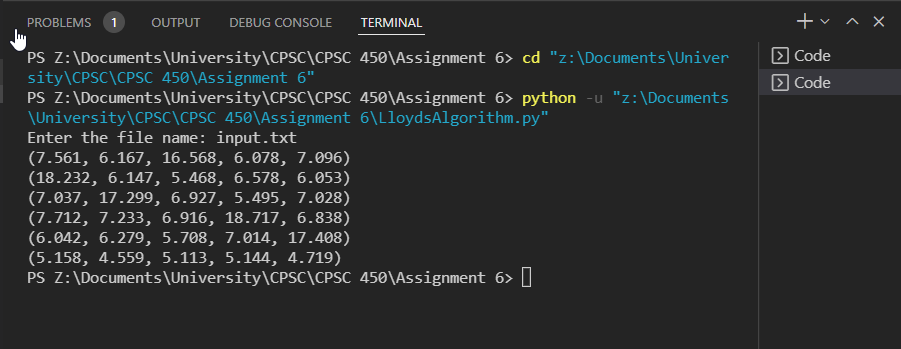 PROBLEMS 1 OUTPUT DEBUG CONSOLE TERMINAL
PS Z:\Documents\University\CPSC\CPSC 450\Assignment 6> cd "z:\Documents\Univer
sity\CPSC\CPSC 450\Assignment 6"
PS Z:\Documents\University\CPSC\CPSC 450\Assignment 6> python -u "z:\Documents
\University\CPSC\CPSC 450\Assignment 6\LloydsAlgorithm.py"
Enter the file name: input.txt
(7.561, 6.167, 16.568, 6.078, 7.096)
(18.232, 6.147, 5.468, 6.578, 6.053)
(7.037, 17.299, 6.927, 5.495, 7.028)
(7.712, 7.233, 6.916, 18.717, 6.838)
(6.042, 6.279, 5.708, 7.014, 17.408)
(5.158, 4.559, 5.113, 5.144, 4.719)
PS Z:\Documents\University\CPSC\CPSC 450\Assignment 6>
Code
Code